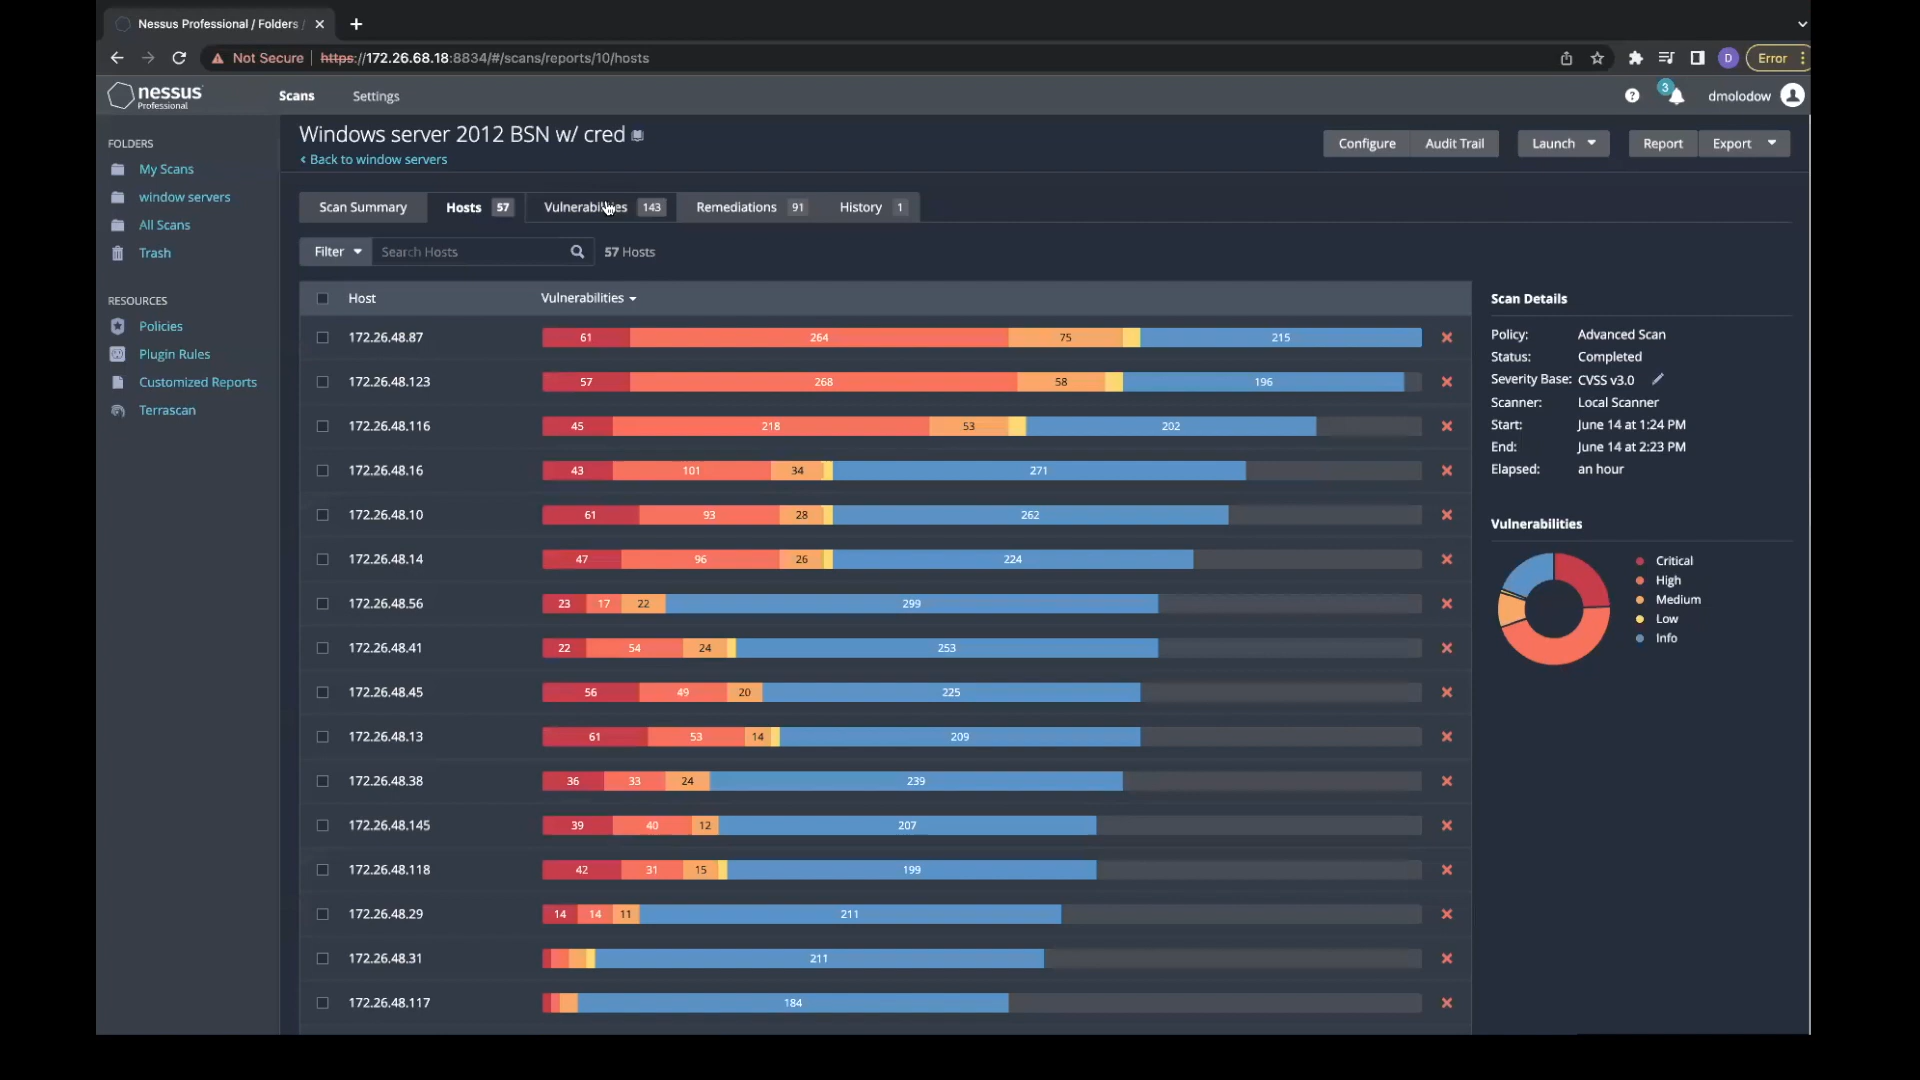 Nessus Professional / Folders /
Not Secure https://172.26.68.18:8834/#/scans/reports/10/hosts
D
Error
nessus
Professional
Scans
Settings
3
dmolodow
FOLDERS
My Scans
window servers
All Scans
Trash
RESOURCES
Policies
Plugin Rules
Customized Reports
Terrascan
Windows server 2012 BSN w/ cred
< Back to window servers
Configure
Audit Trail
Launch
Report
Export
Scan Summary
Hosts 57
Vulnerabilities 143
Remediations 91
History 1
Filter
Search Hosts
57 Hosts
Host Vulnerabilities
172.26.48.87 61 264 75 215
172.26.48.123 57 268 58 196
172.26.48.116 45 218 53 202
172.26.48.16 43 101 34 271
172.26.48.10 61 93 28 262
172.26.48.14 47 96 26 224
172.26.48.56 23 17 22 299
172.26.48.41 22 54 24 253
172.26.48.45 56 49 20 225
172.26.48.13 61 53 14 209
172.26.48.38 36 33 24 239
172.26.48.145 39 40 12 207
172.26.48.118 42 31 15 199
172.26.48.29 14 14 11 211
172.26.48.31 211
172.26.48.117 184
Scan Details
Policy: Advanced Scan
Status: Completed
Severity Base: CVSS v3.0
Scanner: Local Scanner
Start: June 14 at 1:24 PM
End: June 14 at 2:23 PM
Elapsed: an hour
Vulnerabilities
Critical
High
Medium
Low
Info